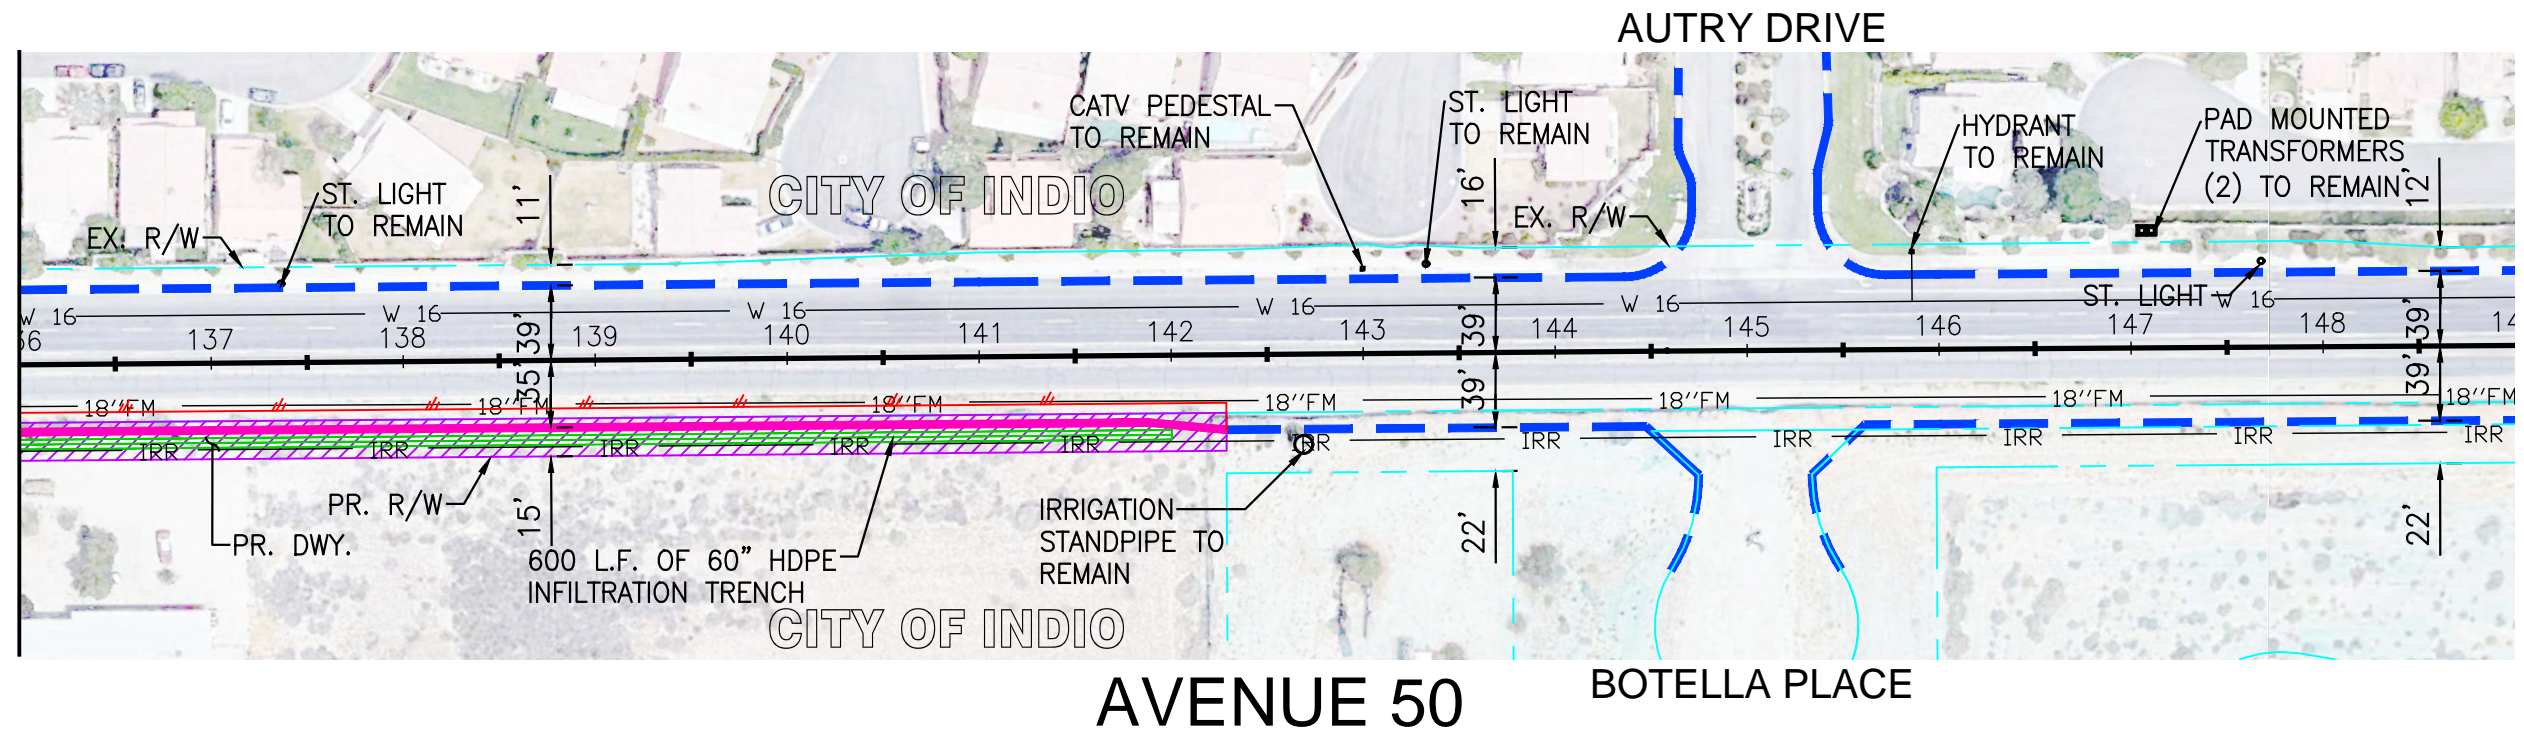 AUTRY DRIVE
CATV PEDESTAL
TO REMAIN
ST. LIGHT
TO REMAIN
HYDRANT
TO REMAIN
PAD MOUNTED
TRANSFORMERS
(2) TO REMAIN
ST. LIGHT
TO REMAIN
EX. R/W
11'
CITY OF INDIO
16'
EX. R/W
12'
ST. LIGHT
W 16
W 16
W 16
W 16
W 16
W 16
36
137
138
139
140
141
142
143
144
145
146
147
148
14
39'
39'
39'
35'
39'
39'
18"FM
18"FM
18"FM
18"FM
18"FM
18"FM
18"FM
IRR
IRR
IRR
IRR
IRR
IRR
IRR
IRR
IRR
IRR
IRR
PR. R/W
PR. DWY.
15'
600 L.F. OF 60" HDPE
INFILTRATION TRENCH
IRRIGATION
STANDPIPE TO
REMAIN
22'
22'
CITY OF INDIO
AVENUE 50
BOTELLA PLACE